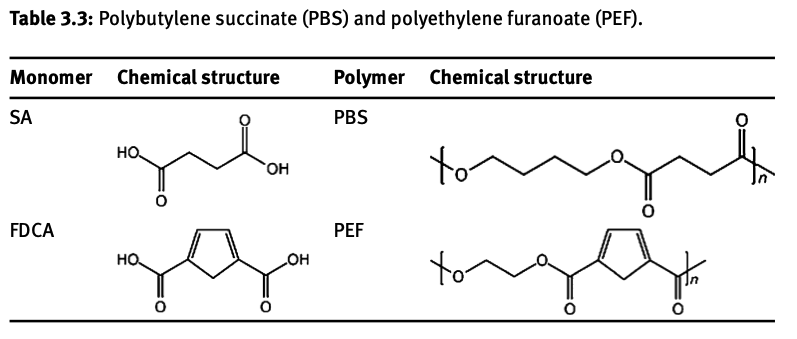 Table 3.3: Polybutylene succinate (PBS) and polyethylene furanoate (PEF).
Monomer Chemical structure Polymer Chemical structure
SA
PBS
HO
O
OH
O
O
O
O
O
n
FDCA
PEF
HO
O
OH
O
O
O
O
O
n